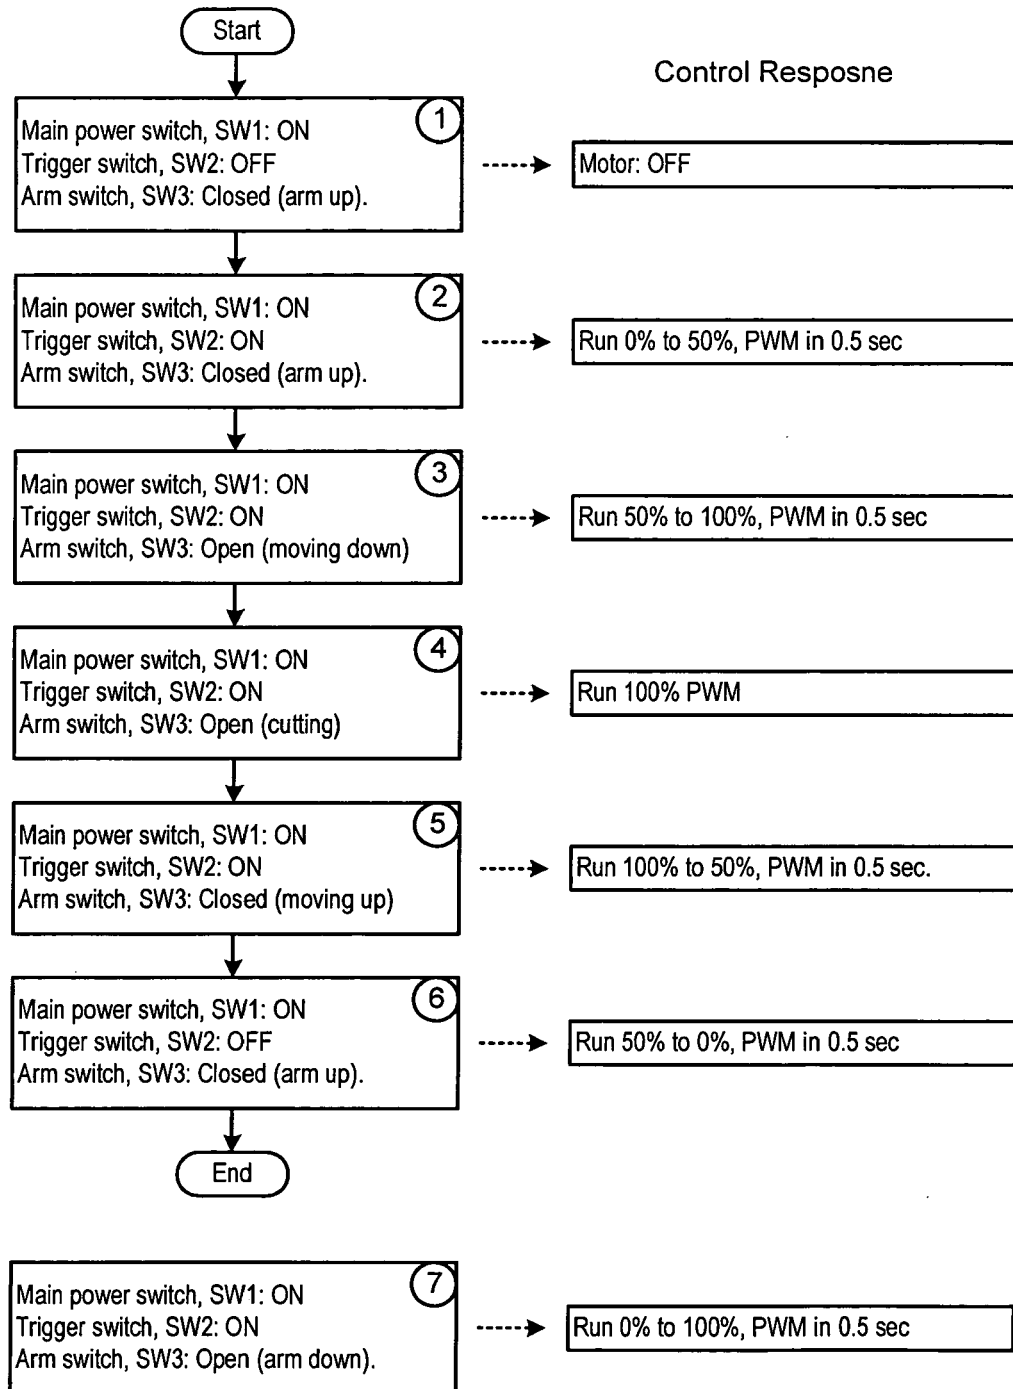 Start
Control Resposne
1
Main power switch, SW1: ON
Trigger switch, SW2: OFF
Arm switch, SW3: Closed (arm up).
Motor: OFF
2
Main power switch, SW1: ON
Trigger switch, SW2: ON
Arm switch, SW3: Closed (arm up).
Run 0% to 50%, PWM in 0.5 sec
3
Main power switch, SW1: ON
Trigger switch, SW2: ON
Arm switch, SW3: Open (moving down)
Run 50% to 100%, PWM in 0.5 sec
4
Main power switch, SW1: ON
Trigger switch, SW2: ON
Arm switch, SW3: Open (cutting)
Run 100% PWM
5
Main power switch, SW1: ON
Trigger switch, SW2: ON
Arm switch, SW3: Closed (moving up)
Run 100% to 50%, PWM in 0.5 sec.
6
Main power switch, SW1: ON
Trigger switch, SW2: OFF
Arm switch, SW3: Closed (arm up).
Run 50% to 0%, PWM in 0.5 sec
End
7
Main power switch, SW1: ON
Trigger switch, SW2: ON
Arm switch, SW3: Open (arm down).
Run 0% to 100%, PWM in 0.5 sec